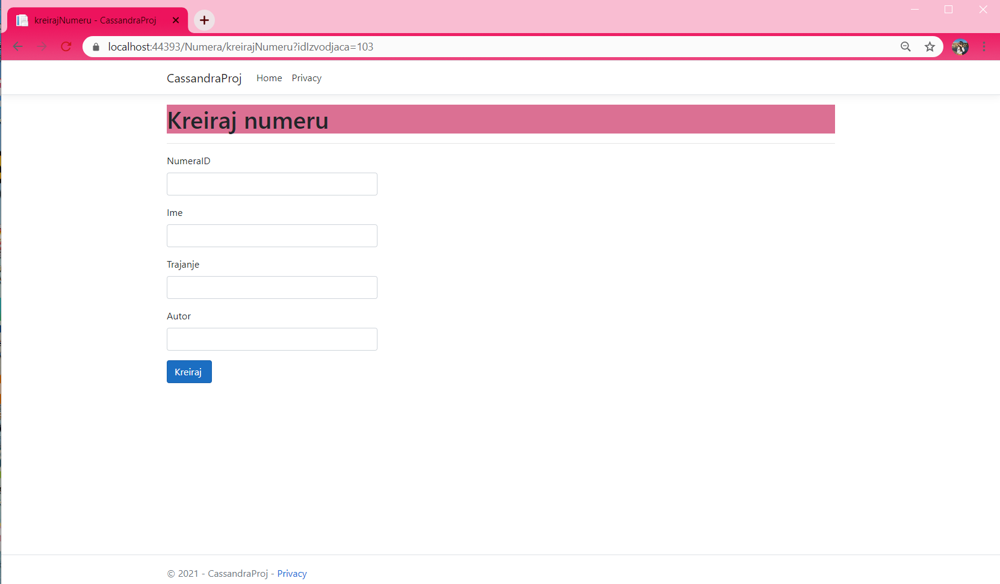 kreirajNumeru - CassandraProj
localhost:44393/Numera/kreirajNumeru?idIzvodjaca=103
CassandraProj Home Privacy
Kreiraj numeru
NumeraID
Ime
Trajanje
Autor
Kreiraj
© 2021 - CassandraProj - Privacy